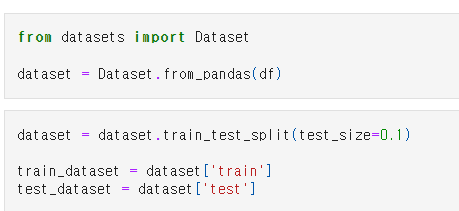 from datasets import Dataset
dataset = Dataset.from_pandas(df)
dataset = dataset.train_test_split(test_size=0.1)
train_dataset = dataset['train']
test_dataset = dataset['test']